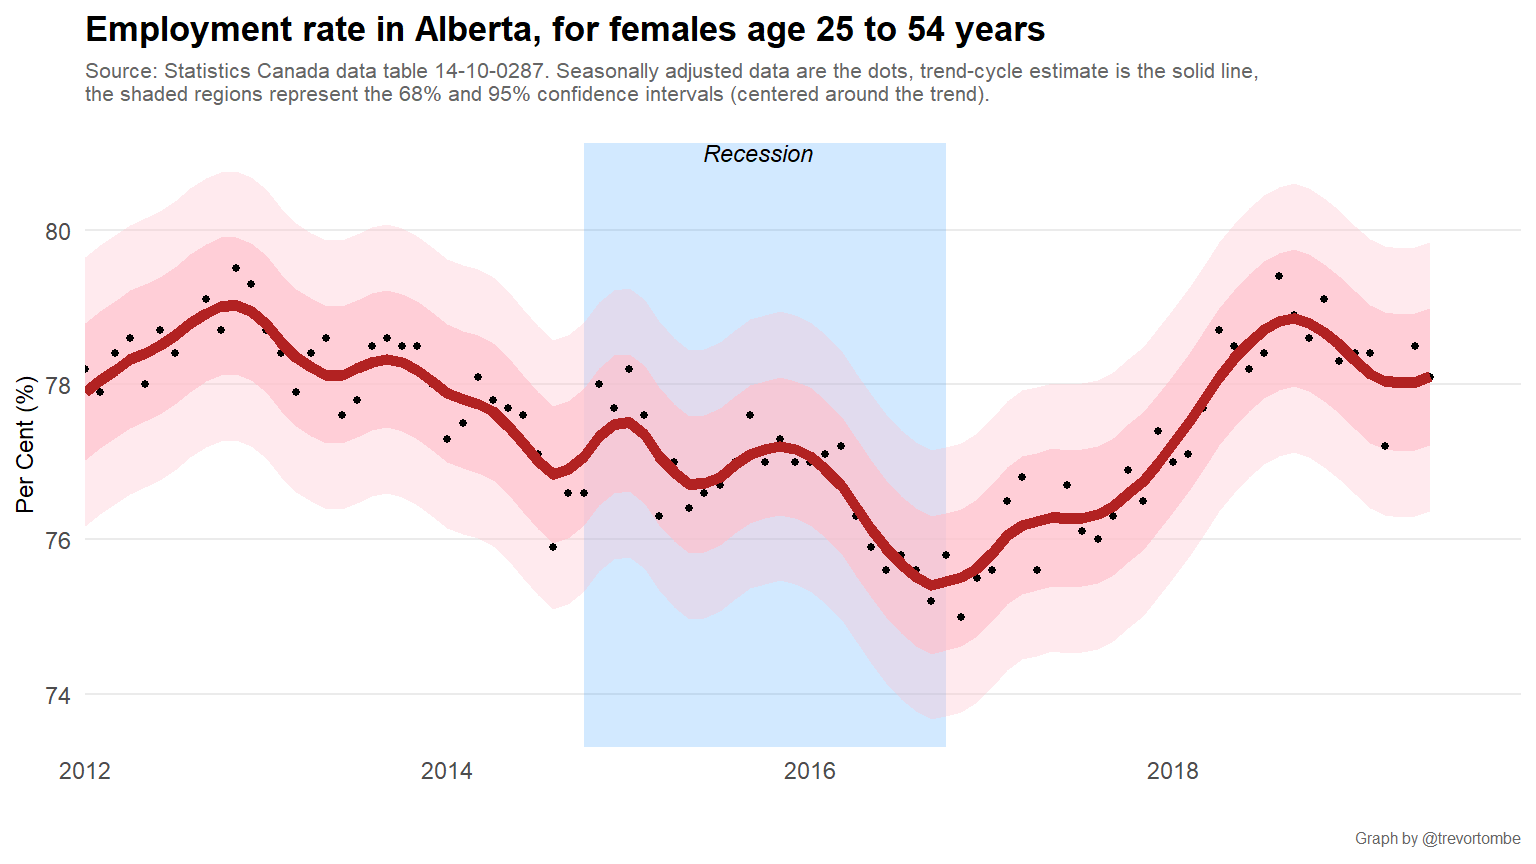 Employment rate in Alberta, for females age 25 to 54 years
Source: Statistics Canada data table 14-10-0287. Seasonally adjusted data are the dots, trend-cycle estimate is the solid line,
the shaded regions represent the 68% and 95% confidence intervals (centered around the trend).
Recession
80
78
76
74
Per Cent (%)
2012
2014
2016
2018
Graph by @trevortombe